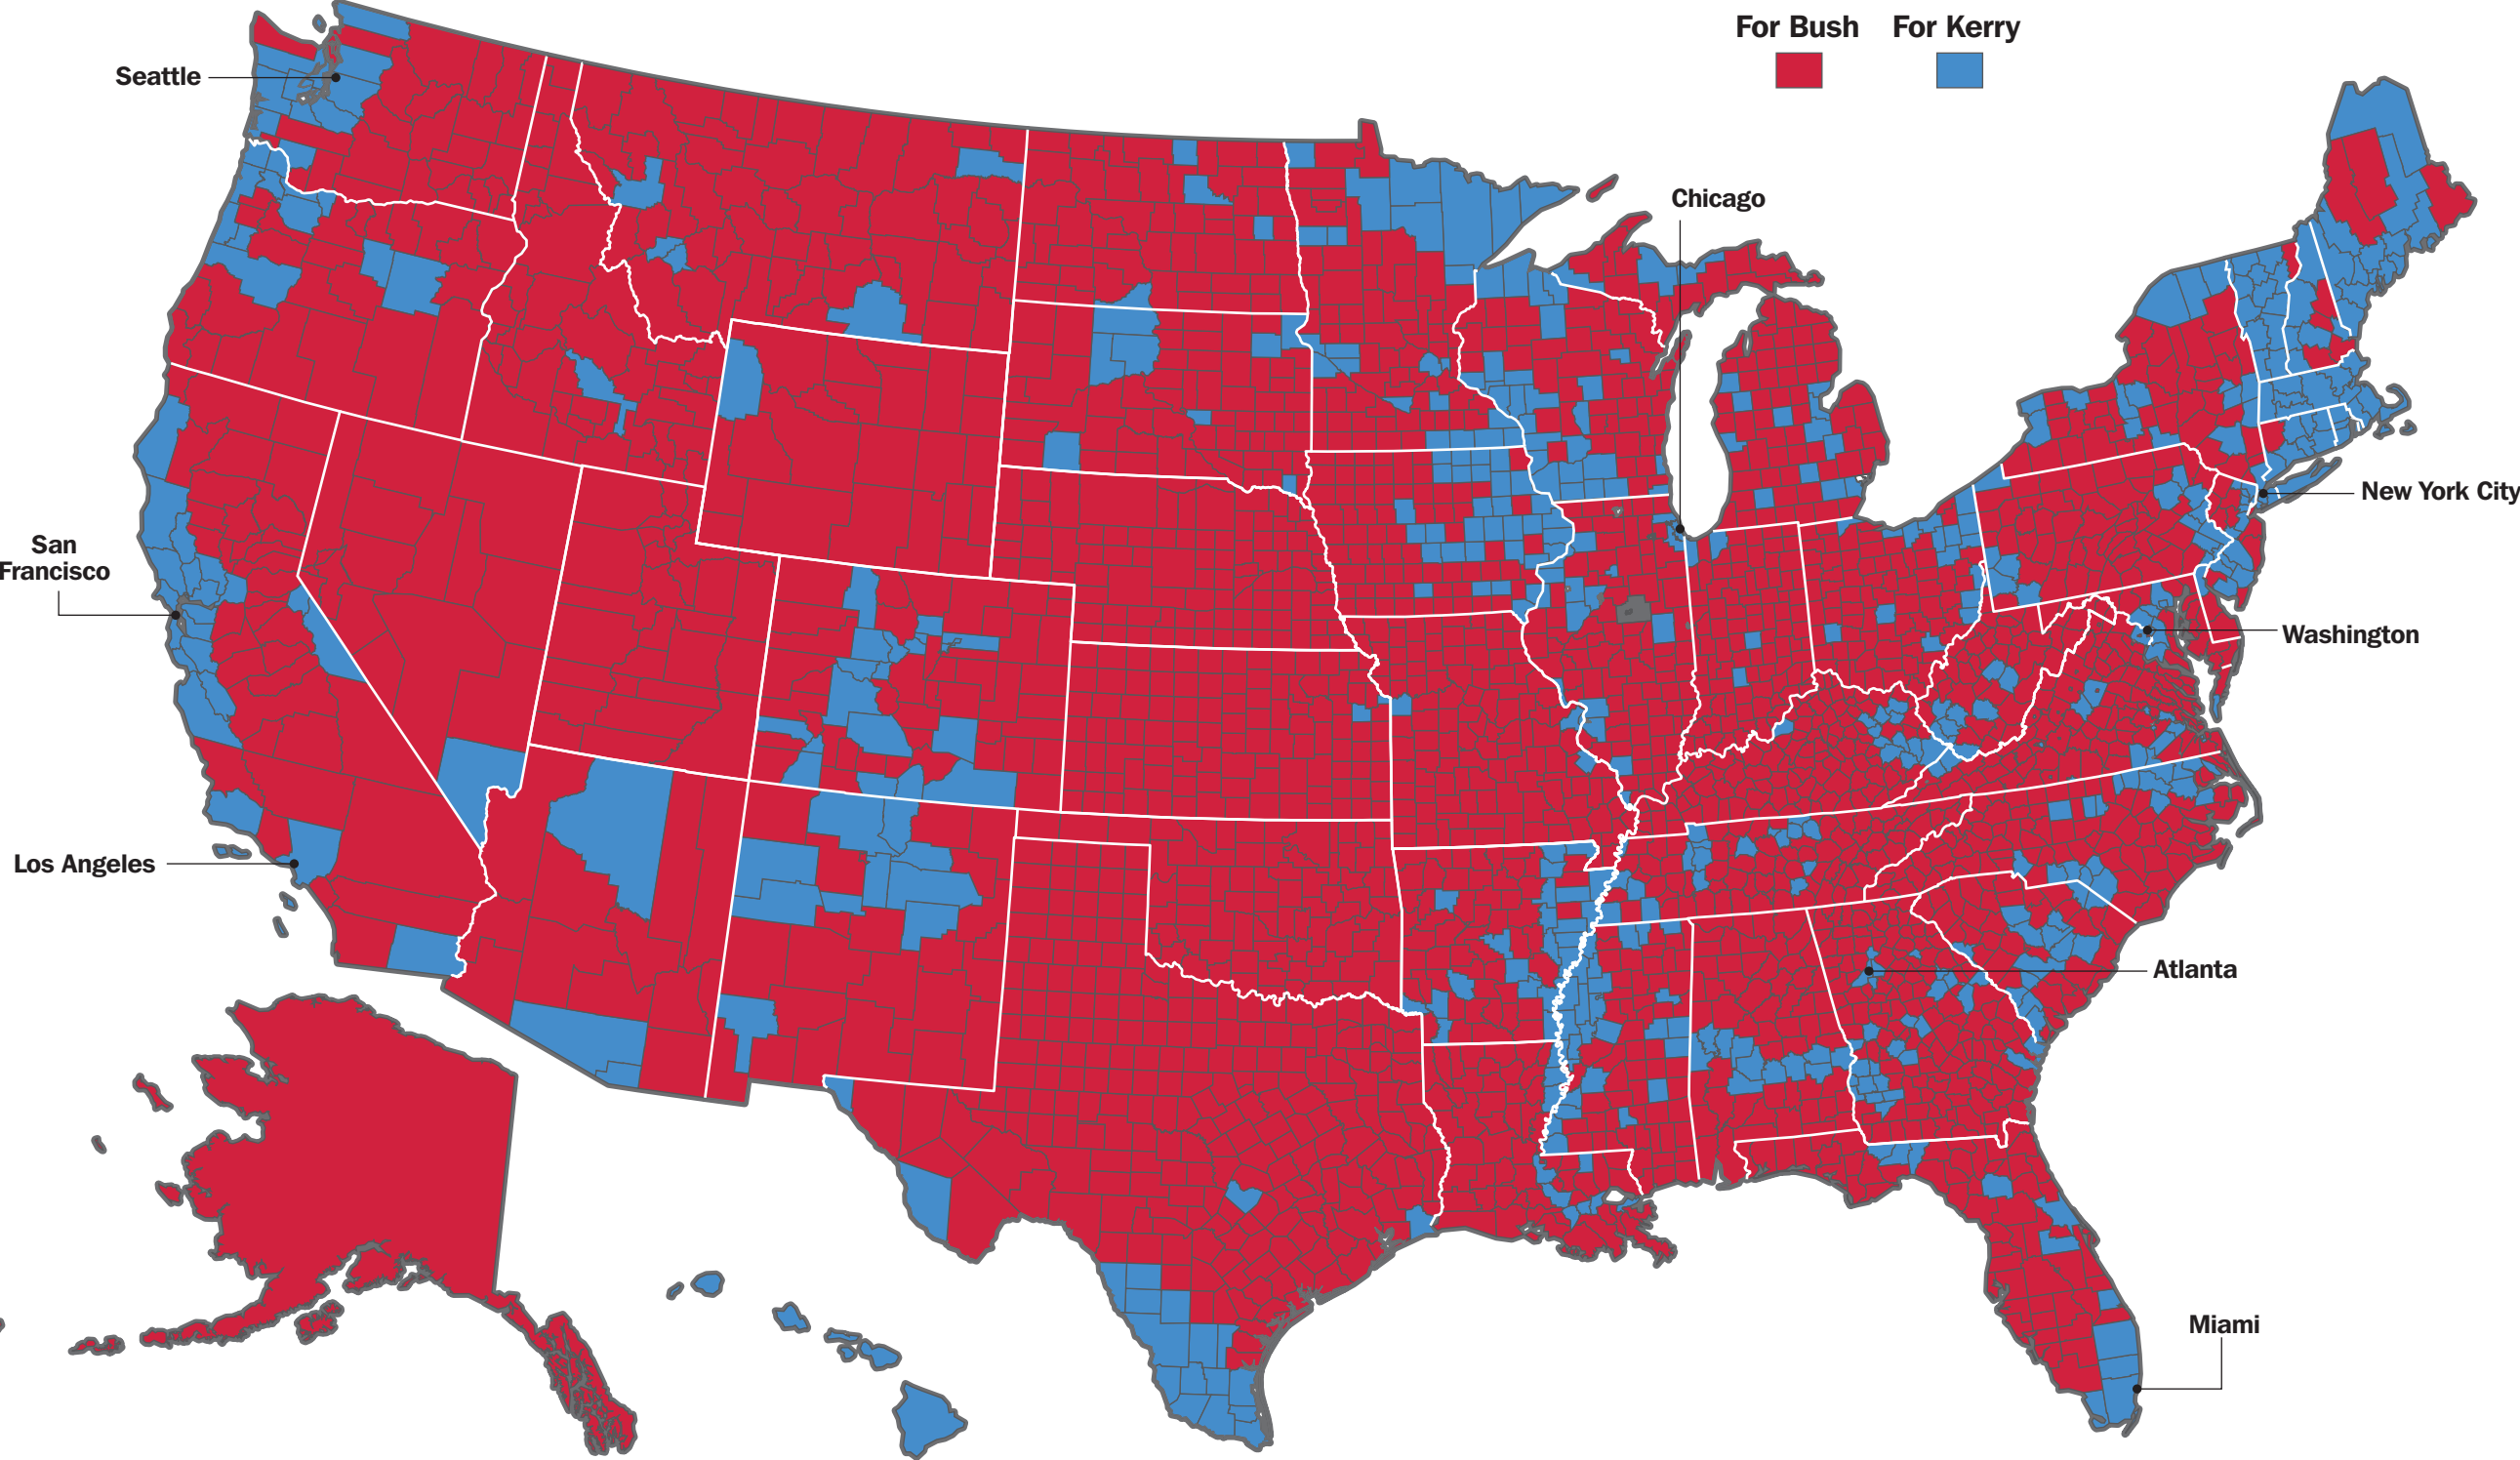 For Bush
For Kerry
Seattle
Chicago
New York City
San
Francisco
Washington
Los Angeles
Atlanta
Miami